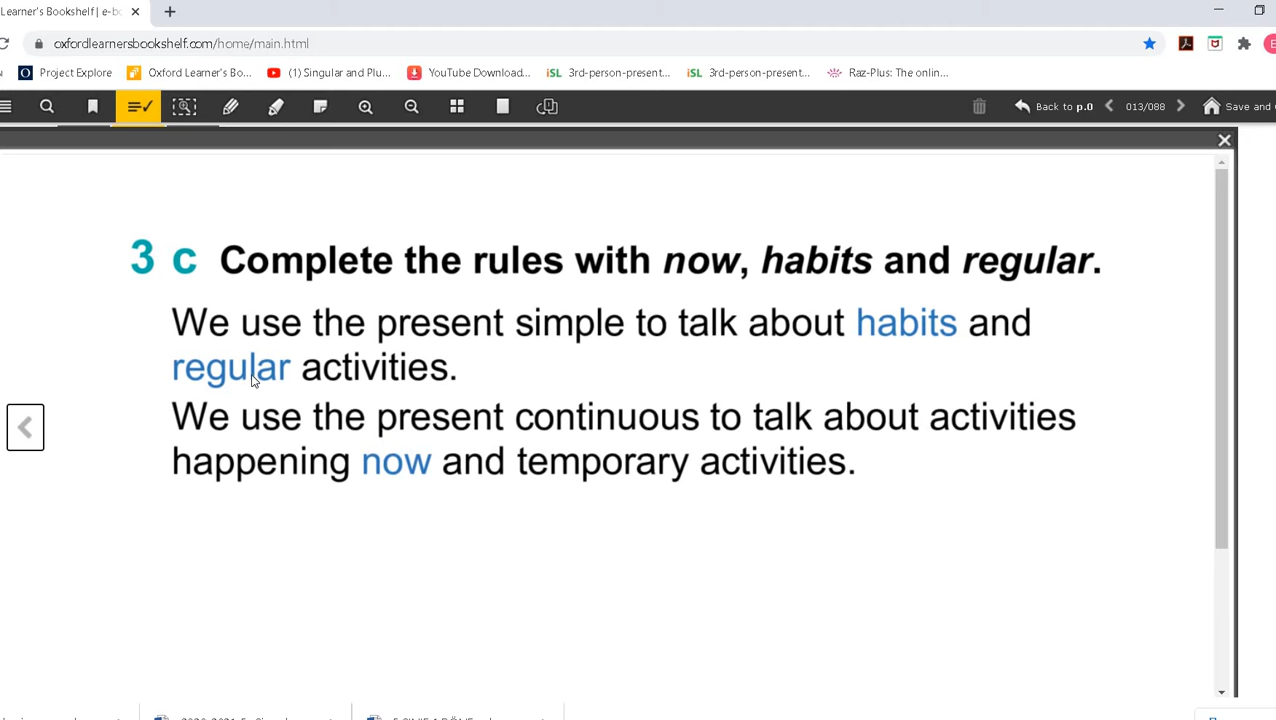 Learner's Bookshelf | e-bo
oxfordlearnersbookshelf.com/home/main.html
Project Explore Oxford Learner's Bo... (1) Singular and Plu... YouTube Download... iSL 3rd-person-present... iSL 3rd-person-present... Raz-Plus: The onlin...
Back to p.0 013/088 Save and
3 c Complete the rules with now, habits and regular.
We use the present simple to talk about habits and
regular activities.
We use the present continuous to talk about activities
happening now and temporary activities.